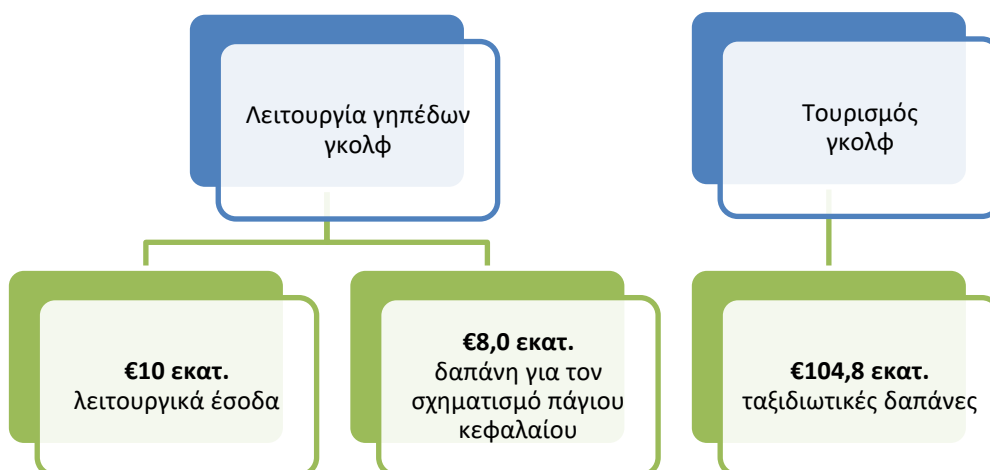 Λειτουργία γηπέδων
γκολφ
Τουρισμός
γκολφ
€10 εκατ.
λειτουργικά έσοδα
€8,0 εκατ.
δαπάνη για τον
σχηματισμό πάγιου
κεφαλαίου
€104,8 εκατ.
ταξιδιωτικές δαπάνες